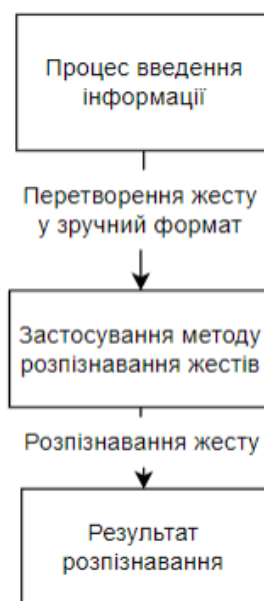 Процес введення
інформації
Перетворення жесту
у зручний формат
Застосування методу
розпізнавання жестів
Розпізнавання жесту
Результат
розпізнавання